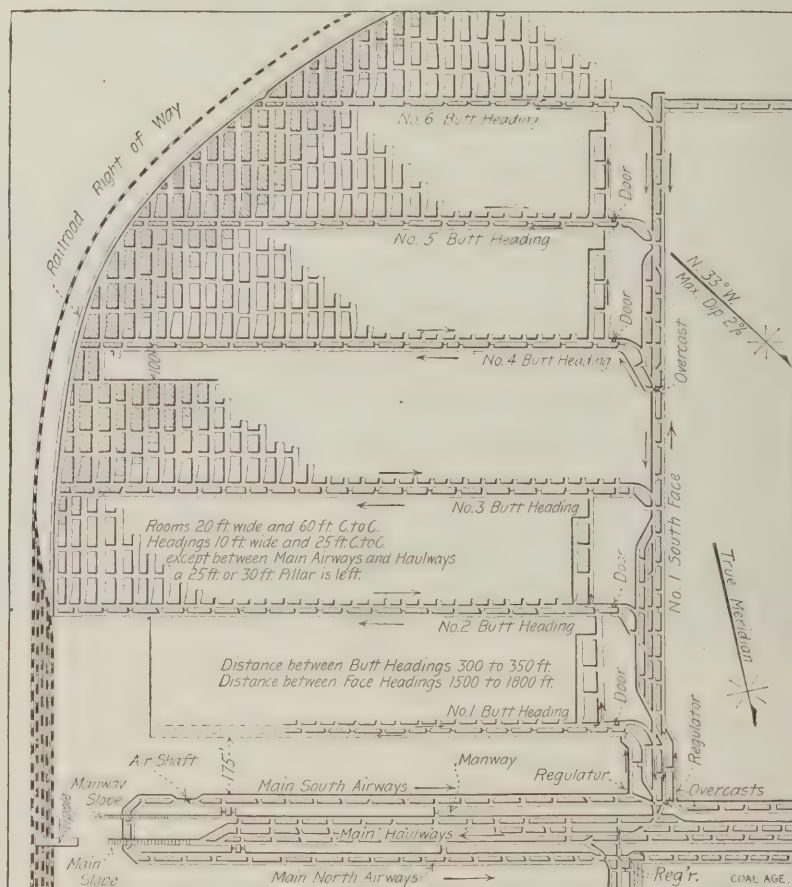 Railroad Right of Way
No. 6 Butt Heading
Door
No. 5 Butt Heading
Door
N. 33° W.
Max. Dip 2%
No. 4 Butt Heading
Overcast
100'
No. 3 Butt Heading
Rooms 20 ft. wide and 60 ft. C. to C.
Headings 10 ft. wide and 25 ft. C. to C.
except between Main Airways and Haulways
a 25 ft. or 30 ft. Pillar is left.
No. 1 South Face
Door
True Meridian
No. 2 Butt Heading
Distance between Butt Headings 300 to 350 ft.
Distance between Face Headings 1500 to 1800 ft.
Door
No. 1 Butt Heading
Regulator
Air Shaft
175'
Manway
Regulator
Manway
Slope
Main South Airways
Overcasts
Tipple
Main Haulways
Main
Slope
Main North Airways
Reg'r.
COAL AGE.